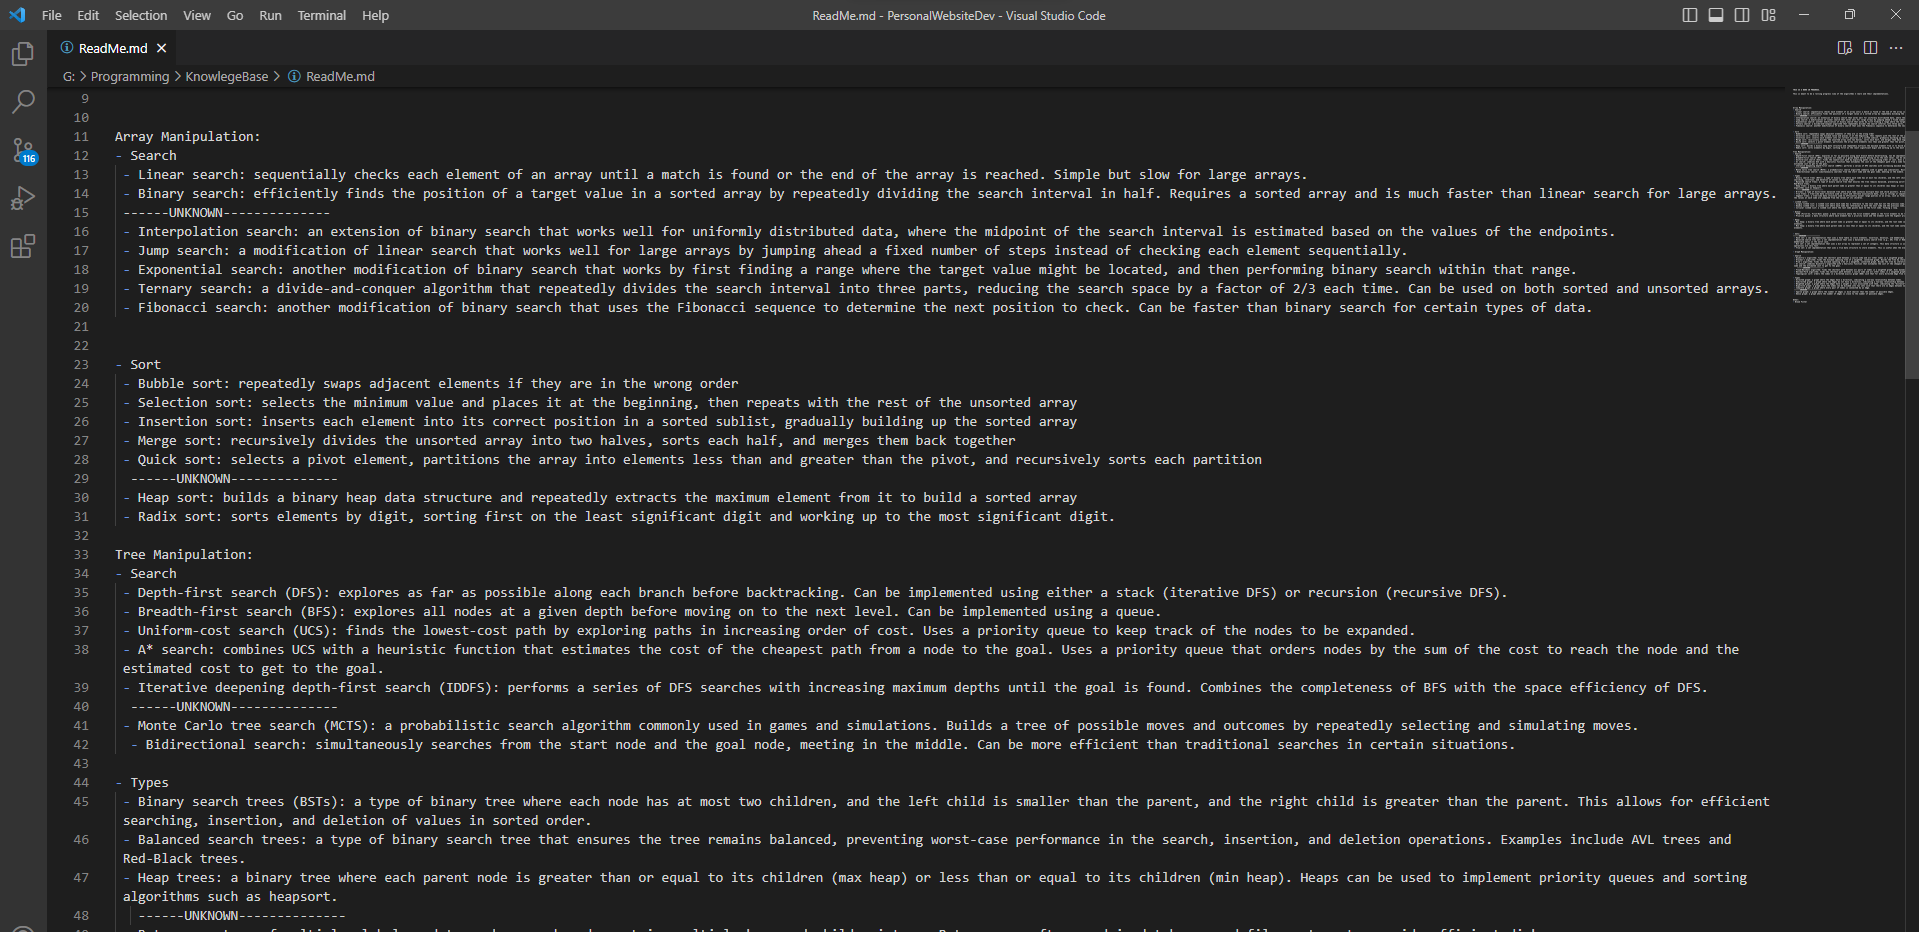 File Edit Selection View Go Run Terminal Help
ReadMe.md - PersonalWebsiteDev - Visual Studio Code
ReadMe.md
G: > Programming > KnowlegeBase > ReadMe.md
116
9
10
11 Array Manipulation:
12 - Search
13 - Linear search: sequentially checks each element of an array until a match is found or the end of the array is reached. Simple but slow for large arrays.
14 - Binary search: efficiently finds the position of a target value in a sorted array by repeatedly dividing the search interval in half. Requires a sorted array and is much faster than linear search for large arrays.
15 ------UNKNOWN--------------
16 - Interpolation search: an extension of binary search that works well for uniformly distributed data, where the midpoint of the search interval is estimated based on the values of the endpoints.
17 - Jump search: a modification of linear search that works well for large arrays by jumping ahead a fixed number of steps instead of checking each element sequentially.
18 - Exponential search: another modification of binary search that works by first finding a range where the target value might be located, and then performing binary search within that range.
19 - Ternary search: a divide-and-conquer algorithm that repeatedly divides the search interval into three parts, reducing the search space by a factor of 2/3 each time. Can be used on both sorted and unsorted arrays.
20 - Fibonacci search: another modification of binary search that uses the Fibonacci sequence to determine the next position to check. Can be faster than binary search for certain types of data.
21
22
23 - Sort
24 - Bubble sort: repeatedly swaps adjacent elements if they are in the wrong order
25 - Selection sort: selects the minimum value and places it at the beginning, then repeats with the rest of the unsorted array
26 - Insertion sort: inserts each element into its correct position in a sorted sublist, gradually building up the sorted array
27 - Merge sort: recursively divides the unsorted array into two halves, sorts each half, and merges them back together
28 - Quick sort: selects a pivot element, partitions the array into elements less than and greater than the pivot, and recursively sorts each partition
29 ------UNKNOWN--------------
30 - Heap sort: builds a binary heap data structure and repeatedly extracts the maximum element from it to build a sorted array
31 - Radix sort: sorts elements by digit, sorting first on the least significant digit and working up to the most significant digit.
32
33 Tree Manipulation:
34 - Search
35 - Depth-first search (DFS): explores as far as possible along each branch before backtracking. Can be implemented using either a stack (iterative DFS) or recursion (recursive DFS).
36 - Breadth-first search (BFS): explores all nodes at a given depth before moving on to the next level. Can be implemented using a queue.
37 - Uniform-cost search (UCS): finds the lowest-cost path by exploring paths in increasing order of cost. Uses a priority queue to keep track of the nodes to be expanded.
38 - A* search: combines UCS with a heuristic function that estimates the cost of the cheapest path from a node to the goal. Uses a priority queue that orders nodes by the sum of the cost to reach the node and the
estimated cost to get to the goal.
39 - Iterative deepening depth-first search (IDDFS): performs a series of DFS searches with increasing maximum depths until the goal is found. Combines the completeness of BFS with the space efficiency of DFS.
40 ------UNKNOWN--------------
41 - Monte Carlo tree search (MCTS): a probabilistic search algorithm commonly used in games and simulations. Builds a tree of possible moves and outcomes by repeatedly selecting and simulating moves.
42 - Bidirectional search: simultaneously searches from the start node and the goal node, meeting in the middle. Can be more efficient than traditional searches in certain situations.
43
44 - Types
45 - Binary search trees (BSTs): a type of binary tree where each node has at most two children, and the left child is smaller than the parent, and the right child is greater than the parent. This allows for efficient
searching, insertion, and deletion of values in sorted order.
46 - Balanced search trees: a type of binary search tree that ensures the tree remains balanced, preventing worst-case performance in the search, insertion, and deletion operations. Examples include AVL trees and
Red-Black trees.
47 - Heap trees: a binary tree where each parent node is greater than or equal to its children (max heap) or less than or equal to its children (min heap). Heaps can be used to implement priority queues and sorting
algorithms such as heapsort.
48 ------UNKNOWN--------------